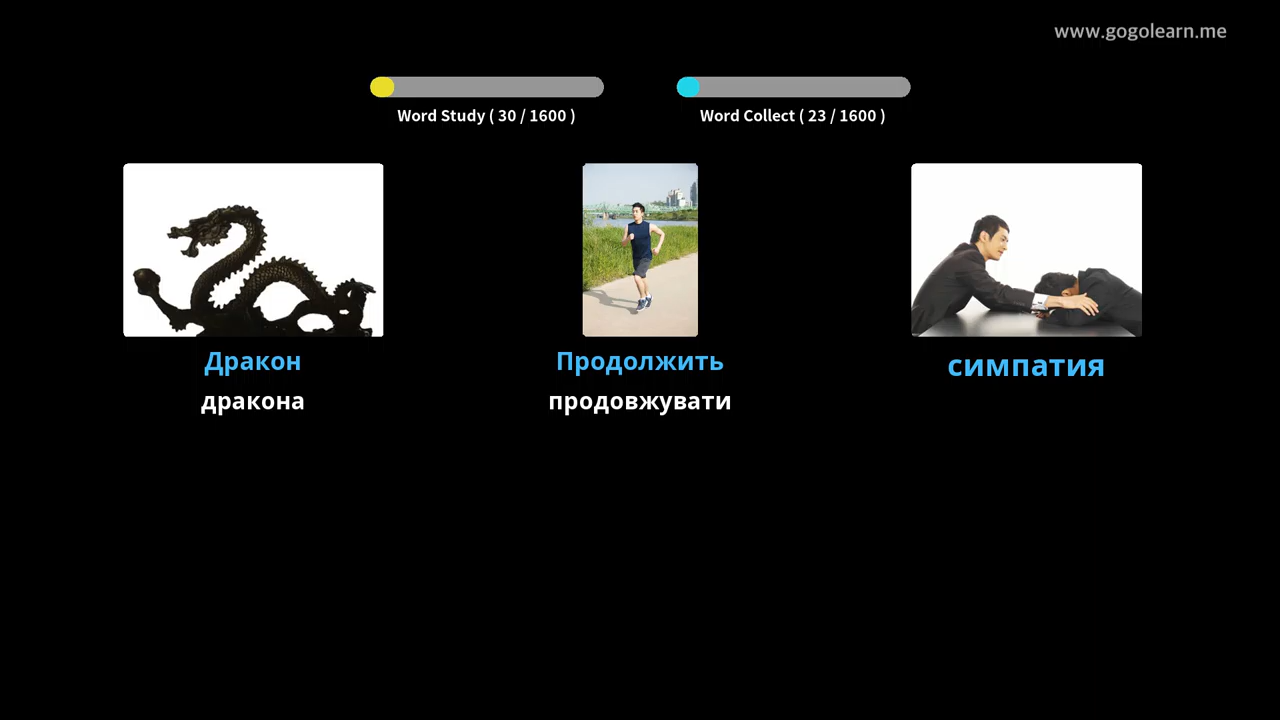 www.gogolearn.me
Word Study ( 30 / 1600 )
Word Collect ( 23 / 1600 )
Дракон
дракона
Продолжить
продовжувати
симпатия